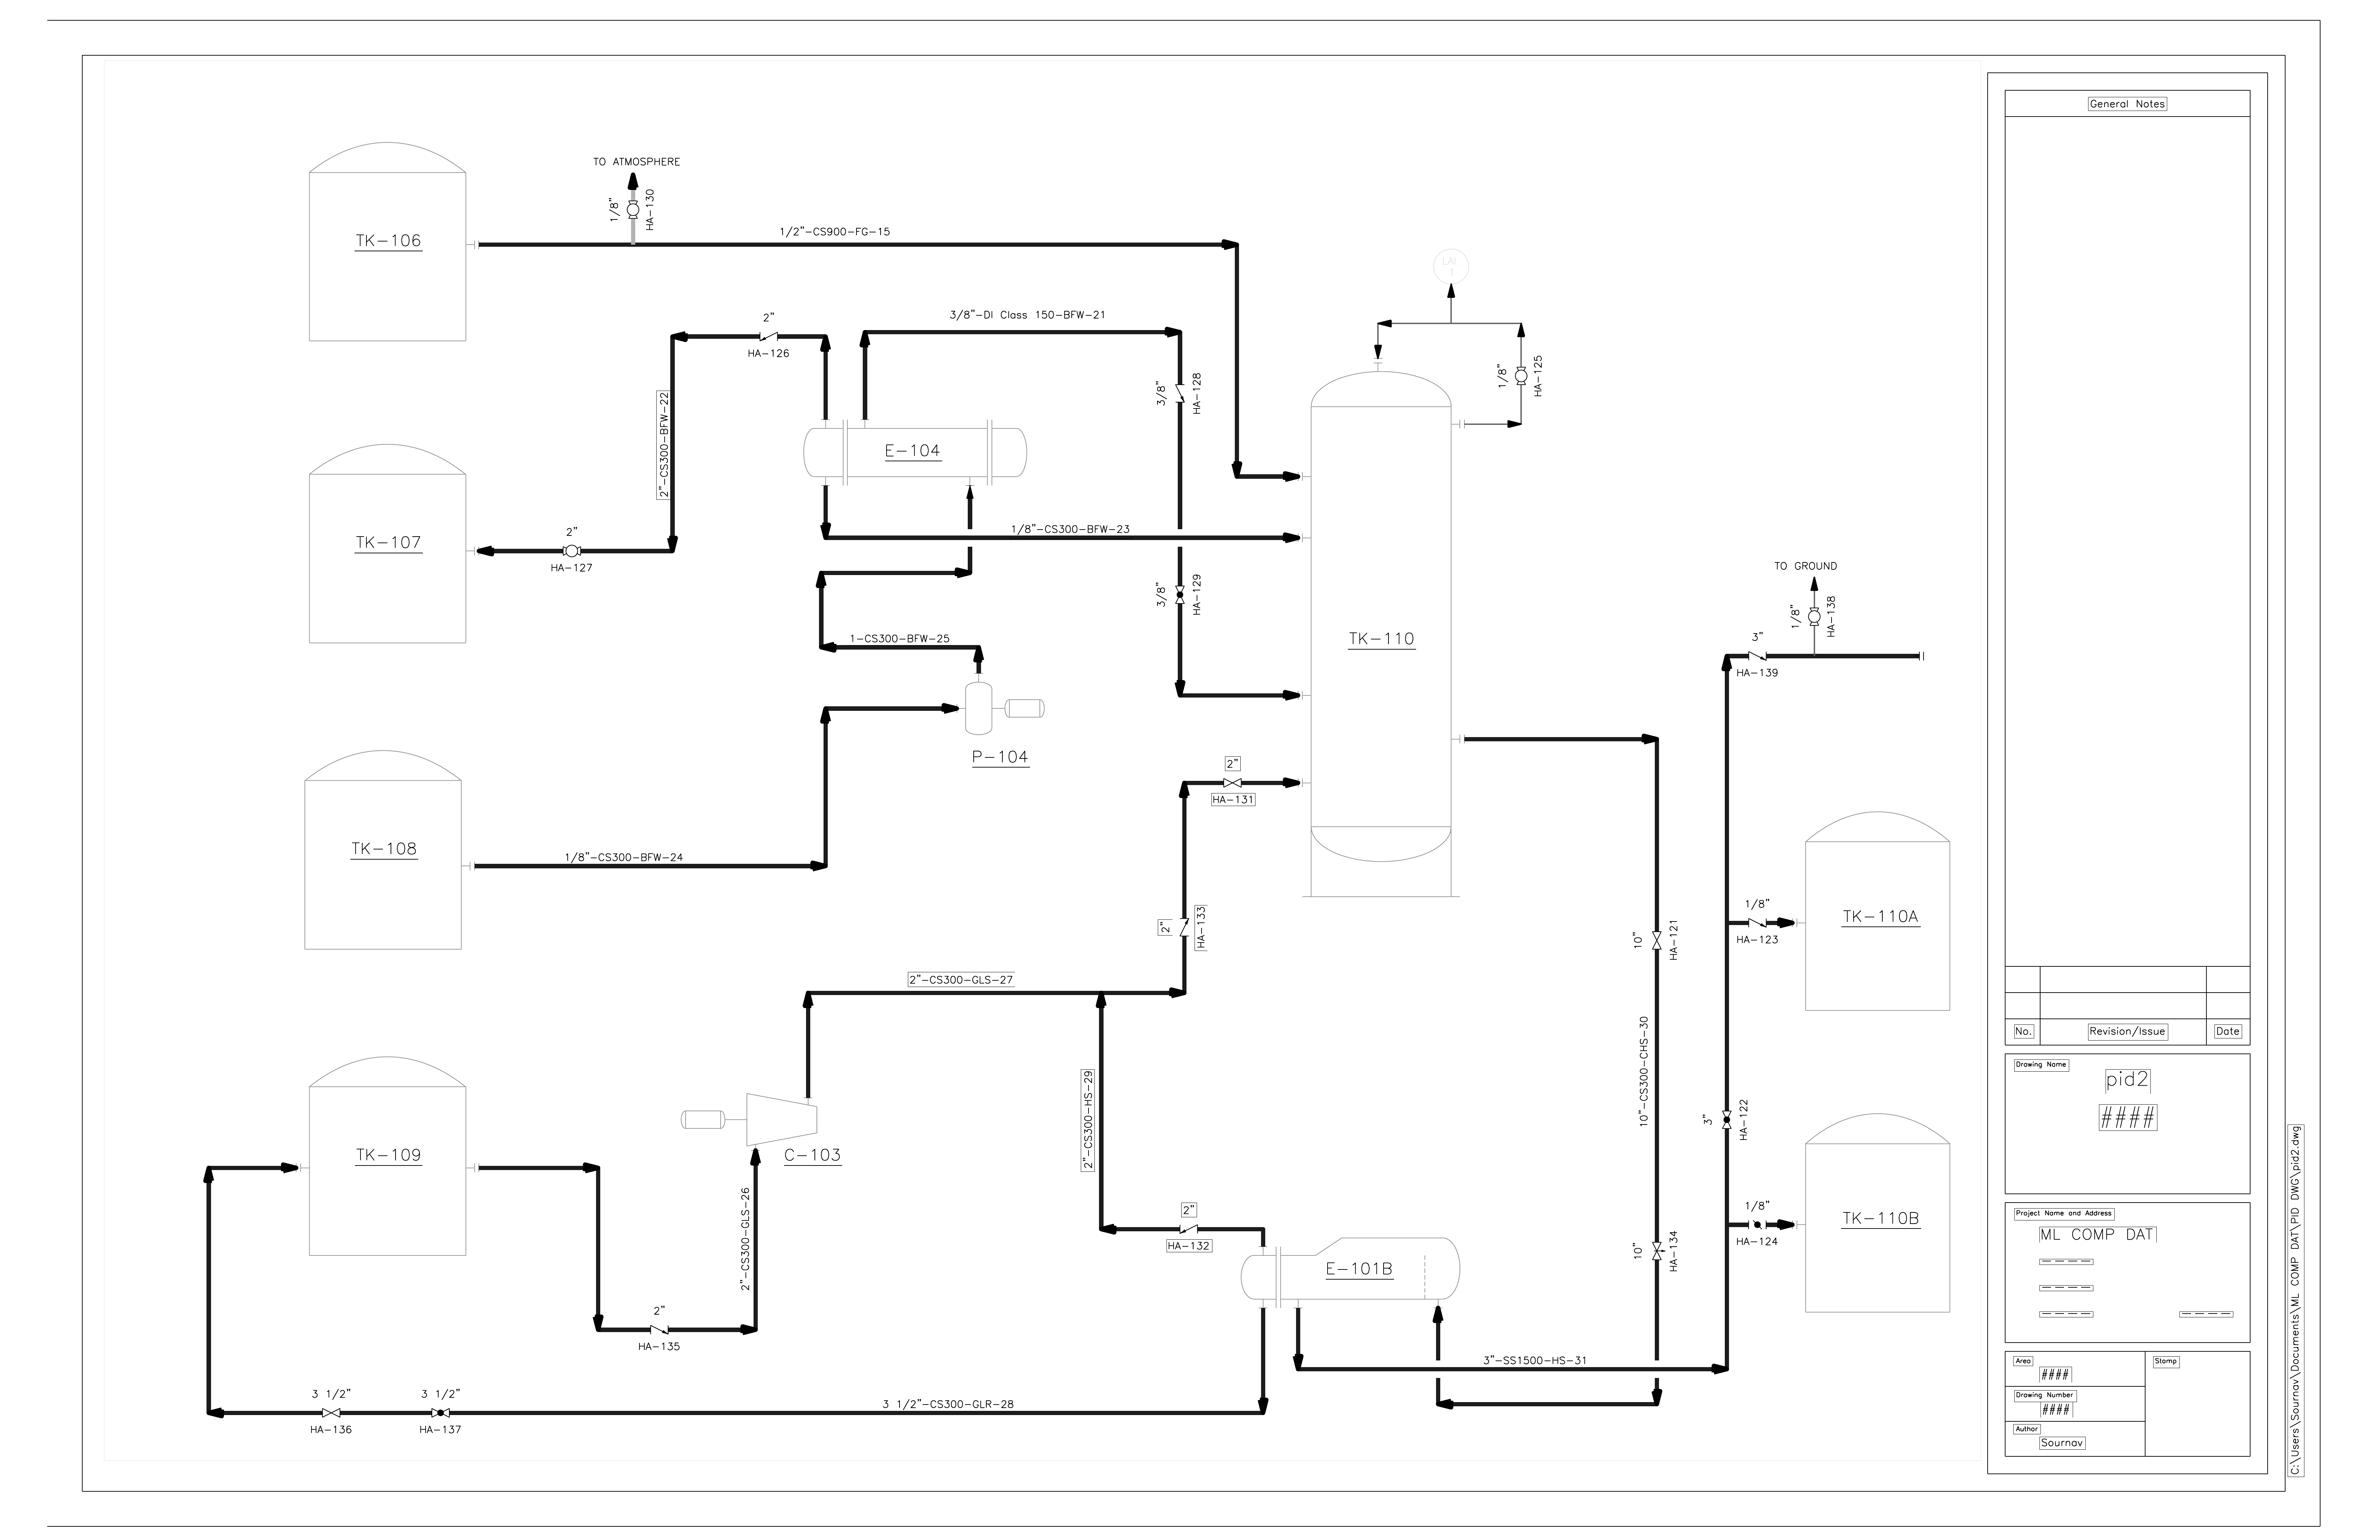 TO ATMOSPHERE
1/8"
HA-130
TK-106
1/2"-CS900-FG-15
LAI
1
2"
HA-126
3/8"-DI Class 150-BFW-21
3/8"
HA-128
1/8"
HA-125
2"-CS300-BFW-22
E-104
TK-107
2"
HA-127
1/8"-CS300-BFW-23
3/8"
HA-129
TO GROUND
1/8"
HA-138
3"
HA-139
1-CS300-BFW-25
TK-110
P-104
2"
HA-131
TK-108
1/8"-CS300-BFW-24
2"
HA-133
10"
HA-121
1/8"
HA-123
TK-110A
2"-CS300-GLS-27
2"-CS300-HS-29
10"-CS300-CHS-30
3"
HA-122
TK-109
C-103
2"-CS300-GLS-26
2"
HA-132
E-101B
10"
HA-134
1/8"
HA-124
TK-110B
2"
HA-135
3"-SS1500-HS-31
3 1/2"
HA-136
3 1/2"
HA-137
3 1/2"-CS300-GLR-28
General Notes
No.
Revision/Issue
Date
Drawing Name
pid2
####
Project Name and Address
ML COMP DAT
_ _ _ _ _
_ _ _ _ _
_ _ _ _ _
_ _ _ _ _
Area
####
Stamp
Drawing Number
####
Author
Sournav
C:\Users\Sournav\Documents\ML COMP DAT\PID DWG\pid2.dwg